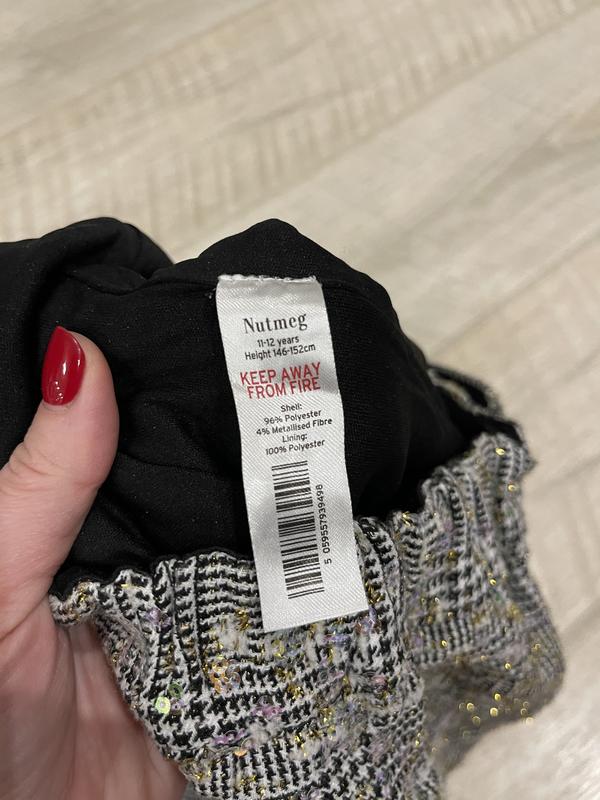 Nutmeg
11-12 years
Height 146-152cm
KEEP AWAY
FROM FIRE
Shell:
96% Polyester
4% Metallised Fibre
Lining:
100% Polyester
5 059557939498